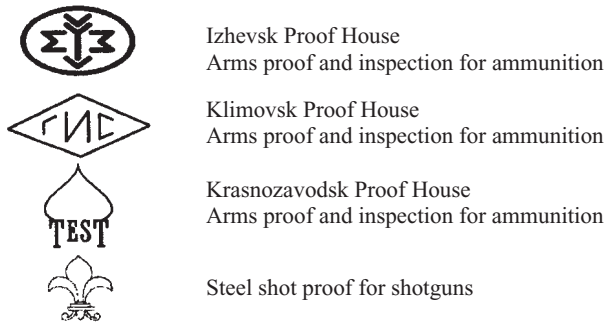 Izhevsk Proof House
Arms proof and inspection for ammunition
ГИС
Klimovsk Proof House
Arms proof and inspection for ammunition
TEST
Krasnozavodsk Proof House
Arms proof and inspection for ammunition
Steel shot proof for shotguns